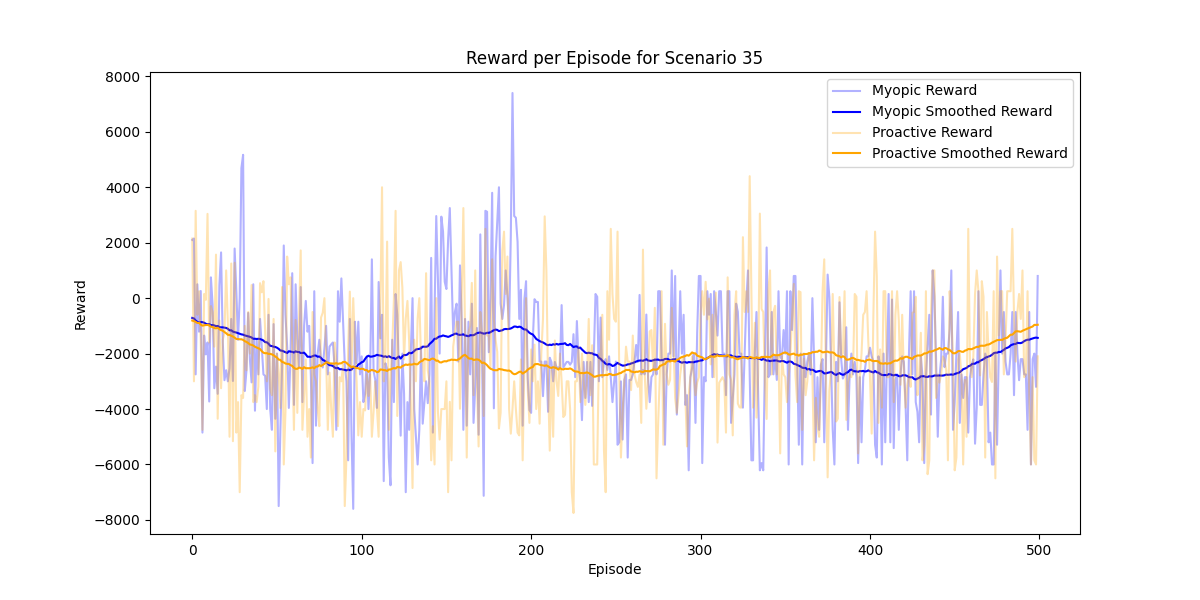 Reward per Episode for Scenario 35
8000
6000
4000
2000
0
−2000
−4000
−6000
−8000
Reward
Myopic Reward
Myopic Smoothed Reward
Proactive Reward
Proactive Smoothed Reward
0 100 200 300 400 500
Episode